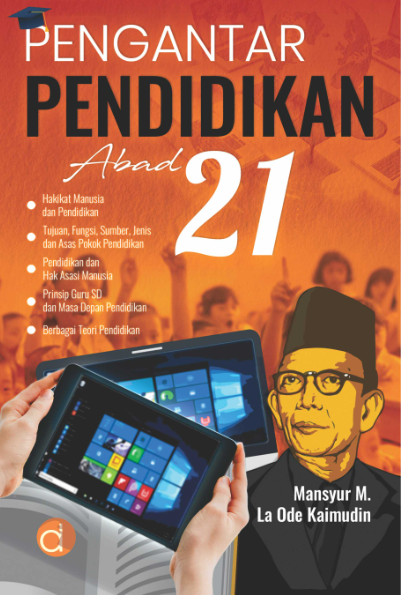 PENGANTAR
PENDIDIKAN
Abad 21
Hakikat Manusia
dan Pendidikan
Tujuan, Fungsi, Sumber, Jenis
dan Asas Pokok Pendidikan
Pendidikan dan
Hak Asasi Manusia
Prinsip Guru SD
dan Masa Depan Pendidikan
Berbagai Teori Pendidikan
Mansyur M.
La Ode Kaimudin